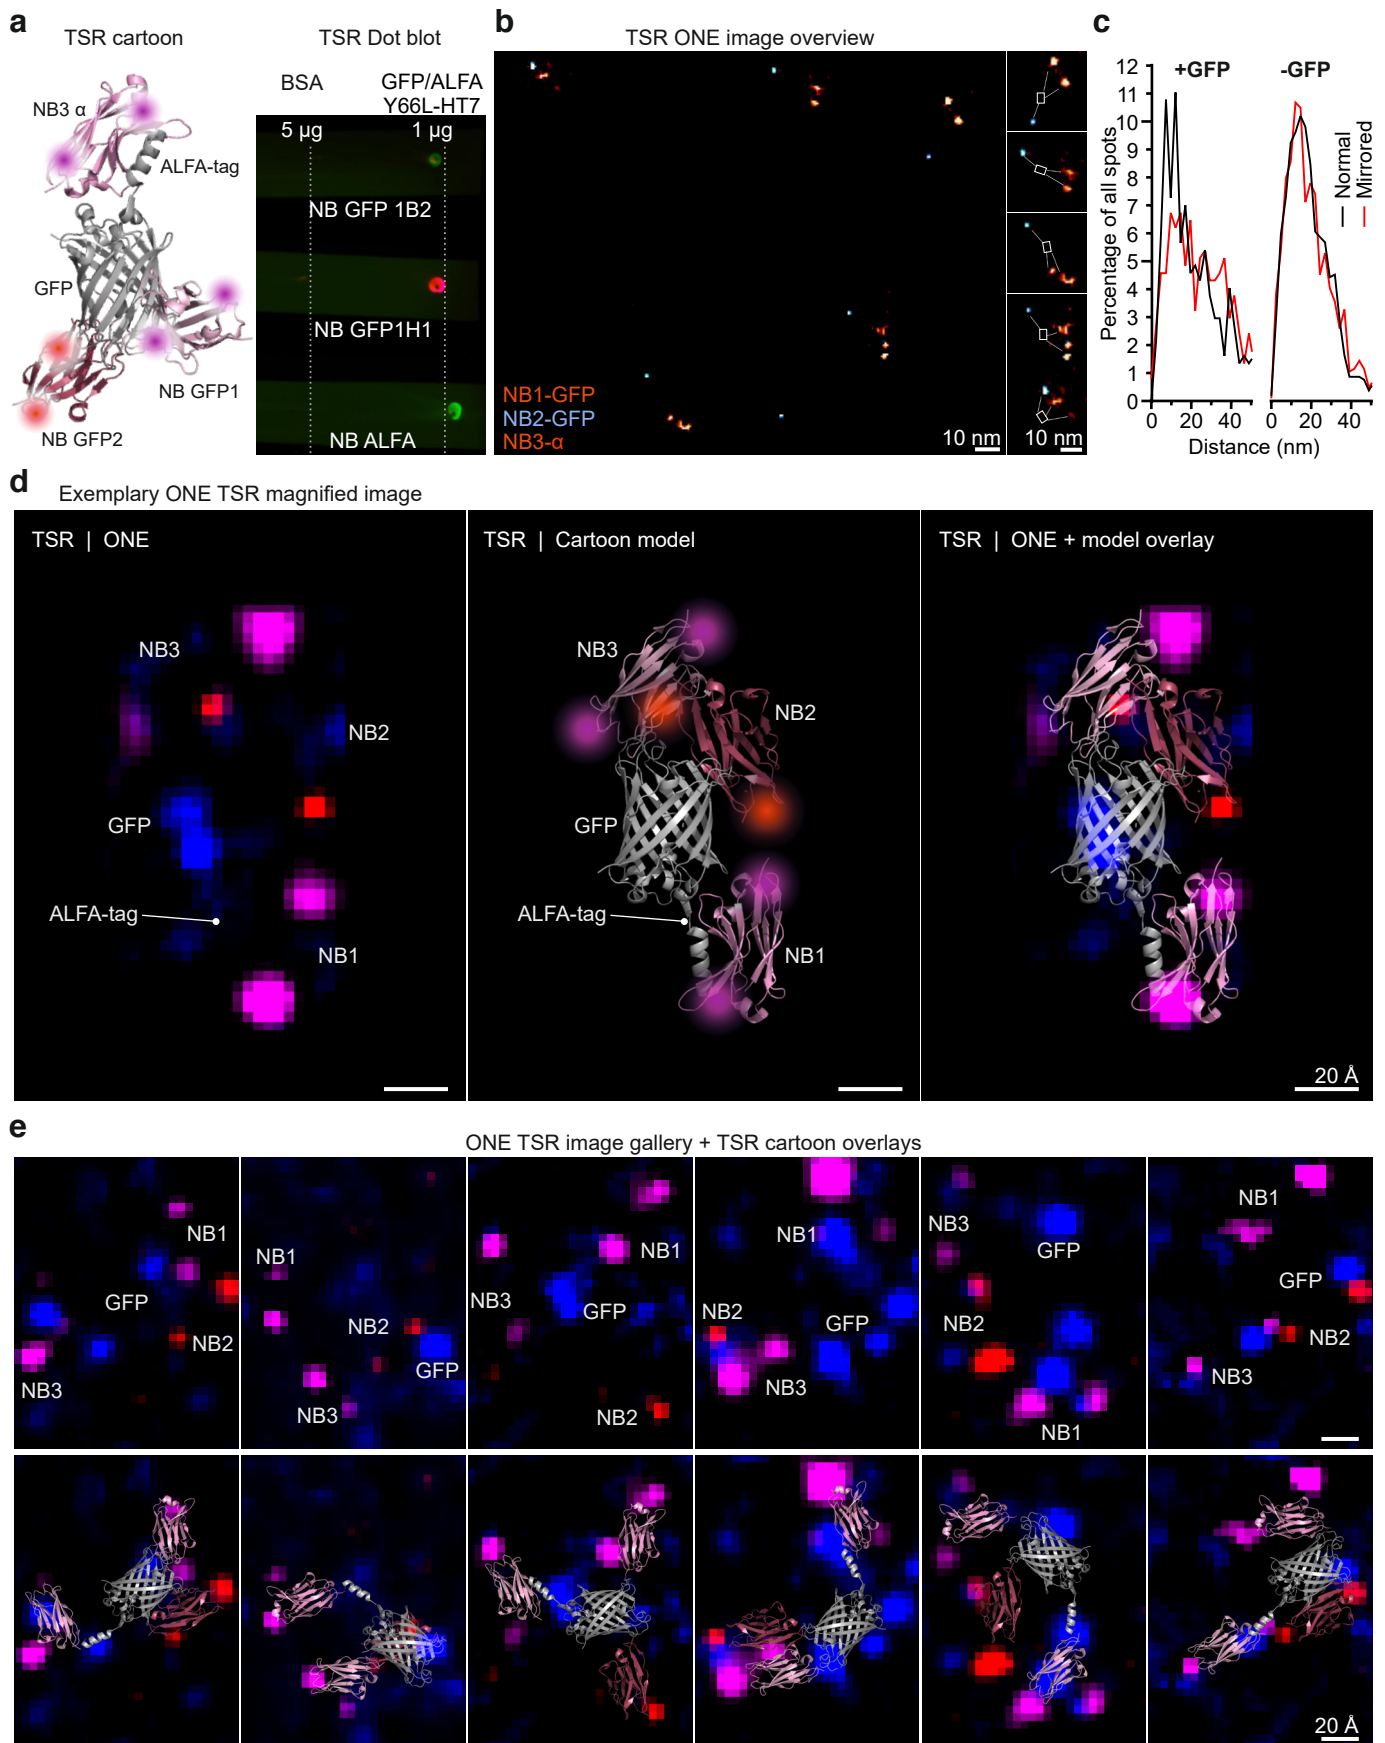 a
TSR cartoon
NB3 α
ALFA-tag
GFP
NB GFP1
NB GFP2
TSR Dot blot
BSA
GFP/ALFA
Y66L-HT7
5 µg
1 µg
NB GFP 1B2
NB GFP1H1
NB ALFA
b
TSR ONE image overview
NB1-GFP
NB2-GFP
NB3-α
10 nm
10 nm
c
+GFP
-GFP
Percentage of all spots
12
11
10
9
8
7
6
5
4
3
2
1
0
0 20 40
0 20 40
Distance (nm)
Normal
Mirrored
d
Exemplary ONE TSR magnified image
TSR | ONE
NB3
NB2
GFP
ALFA-tag
NB1
TSR | Cartoon model
NB3
NB2
GFP
ALFA-tag
NB1
TSR | ONE + model overlay
20 Å
e
ONE TSR image gallery + TSR cartoon overlays
NB1
GFP
NB2
NB3
NB1
NB2
GFP
NB3
NB1
NB3
GFP
NB2
NB1
NB2
GFP
NB3
NB3
GFP
NB2
NB1
NB1
GFP
NB2
NB3
20 Å